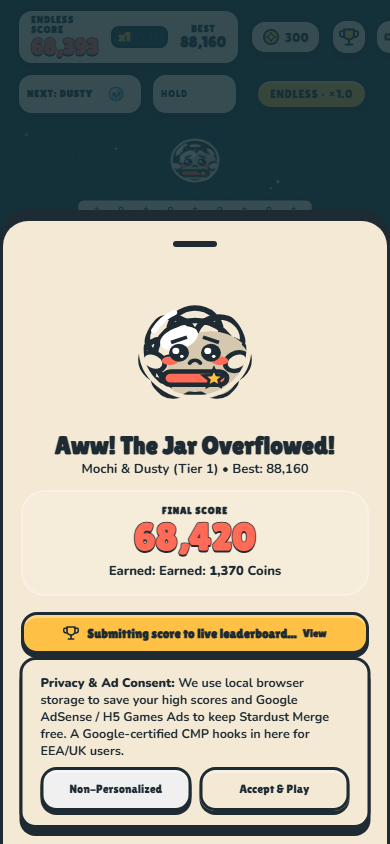 ENDLESS
SCORE
68,393
x1
BEST
88,160
300
NEXT: DUSTY
HOLD
ENDLESS · ×1.0
Aww! The Jar Overflowed!
Mochi & Dusty (Tier 1) • Best: 88,160
FINAL SCORE
68,420
Earned: Earned: 1,370 Coins
Submitting score to live leaderboard... View
Privacy & Ad Consent: We use local browser
storage to save your high scores and Google
AdSense / H5 Games Ads to keep Stardust Merge
free. A Google-certified CMP hooks in here for
EEA/UK users.
Non-Personalized
Accept & Play